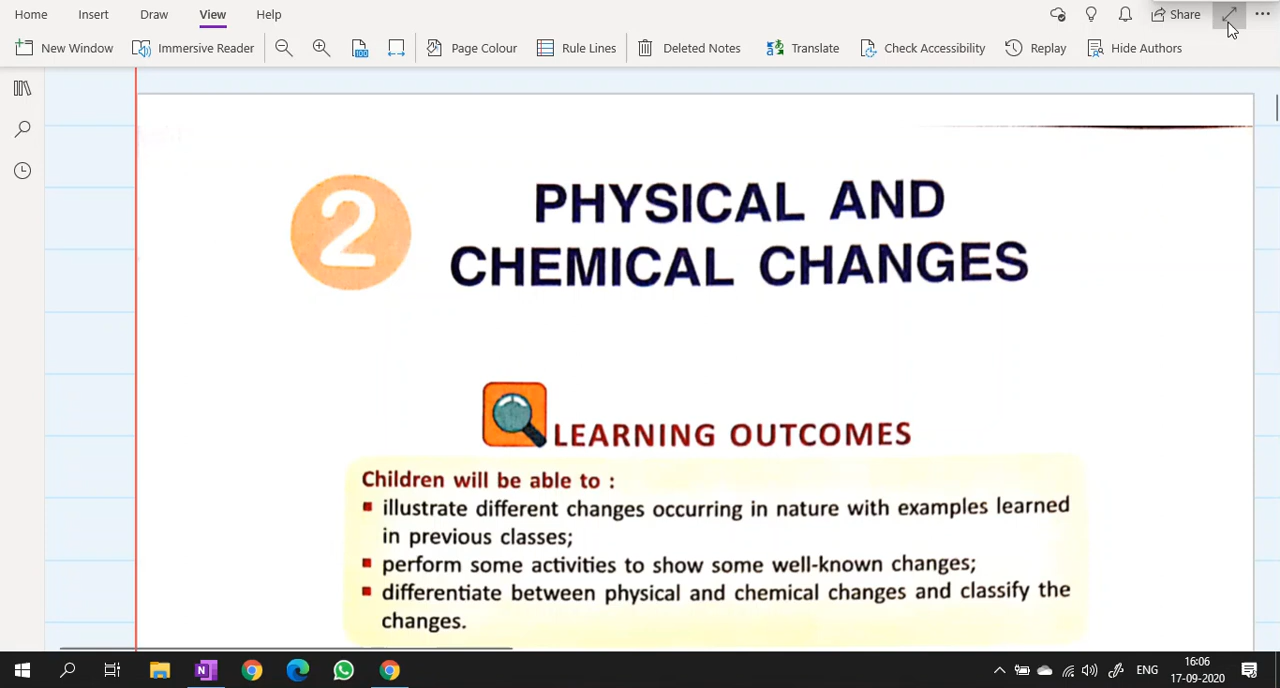 Home Insert Draw View Help Share
New Window Immersive Reader Page Colour Rule Lines Deleted Notes Translate Check Accessibility Replay Hide Authors
2
PHYSICAL AND
CHEMICAL CHANGES
LEARNING OUTCOMES
Children will be able to :
▪ illustrate different changes occurring in nature with examples learned
in previous classes;
▪ perform some activities to show some well-known changes;
▪ differentiate between physical and chemical changes and classify the
changes.
ENG
16:06
17-09-2020